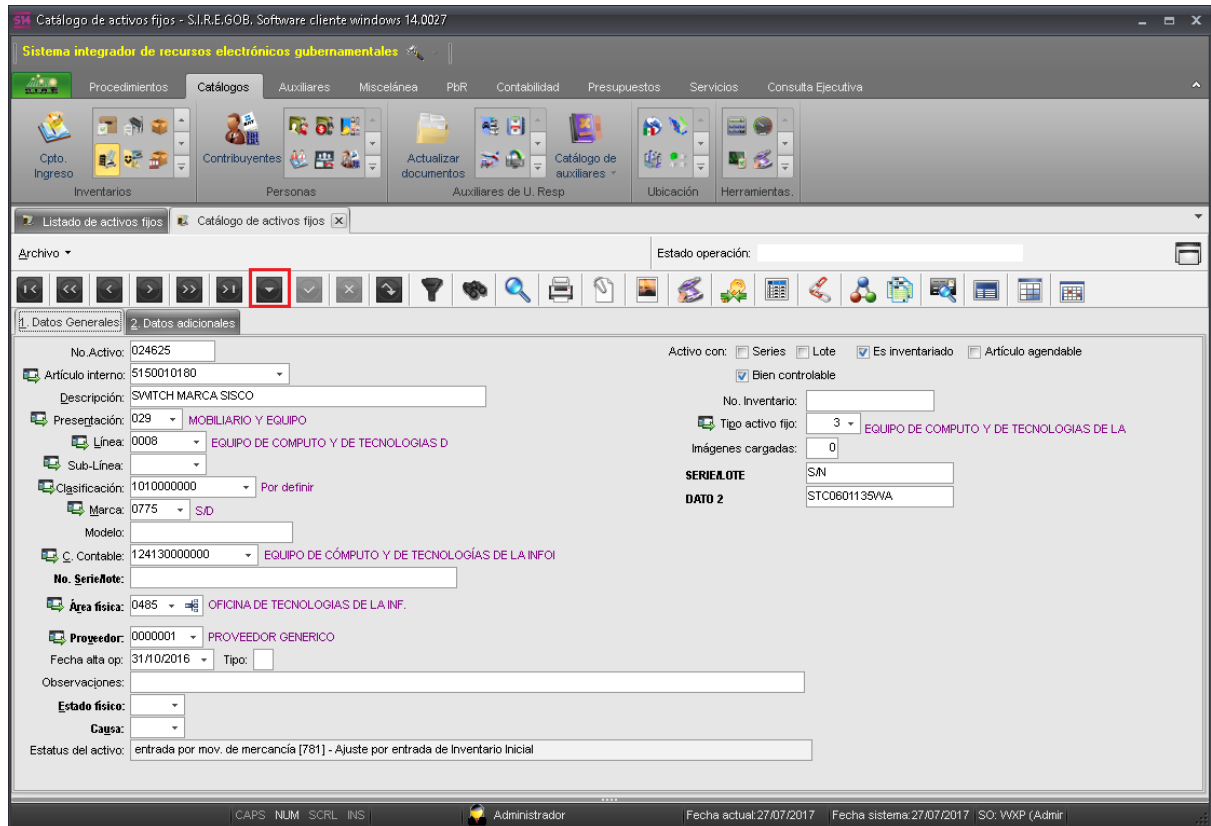 S14 Catálogo de activos fijos - S.I.R.E.GOB, Software cliente windows 14.0027
Sistema integrador de recursos electrónicos gubernamentales
Procedimientos Catálogos Auxiliares Miscelánea PbR Contabilidad Presupuestos Servicios Consulta Ejecutiva
Cpto. Ingreso Contribuyentes Actualizar documentos Catálogo de auxiliares
Inventarios Personas Auxiliares de U. Resp Ubicación Herramientas.
Listado de activos fijos Catálogo de activos fijos
Archivo Estado operación:
1. Datos Generales 2. Datos adicionales
No.Activo: 024625 Activo con: Series Lote Es inventariado Artículo agendable
Artículo interno: 5150010180 Bien controlable
Descripción: SWITCH MARCA SISCO No. Inventario:
Presentación: 029 MOBILIARIO Y EQUIPO Tipo activo fijo: 3 EQUIPO DE COMPUTO Y DE TECNOLOGIAS DE LA
Línea: 0008 EQUIPO DE COMPUTO Y DE TECNOLOGIAS D Imágenes cargadas: 0
Sub-Línea: SERIE/LOTE S/N
Clasificación: 1010000000 Por definir
Marca: 0775 S/D DATO 2 STC0601135WA
Modelo:
C. Contable: 124130000000 EQUIPO DE CÓMPUTO Y DE TECNOLOGÍAS DE LA INFOI
No. Serie/lote:
Área física: 0485 OFICINA DE TECNOLOGIAS DE LA INF.
Proveedor: 0000001 PROVEEDOR GENERICO
Fecha alta op: 31/10/2016 Tipo:
Observaciones:
Estado físico:
Causa:
Estatus del activo: entrada por mov. de mercancía [781] - Ajuste por entrada de Inventario Inicial
CAPS NUM SCRL INS Administrador Fecha actual:27/07/2017 Fecha sistema:27/07/2017 SO: WXP (Admir